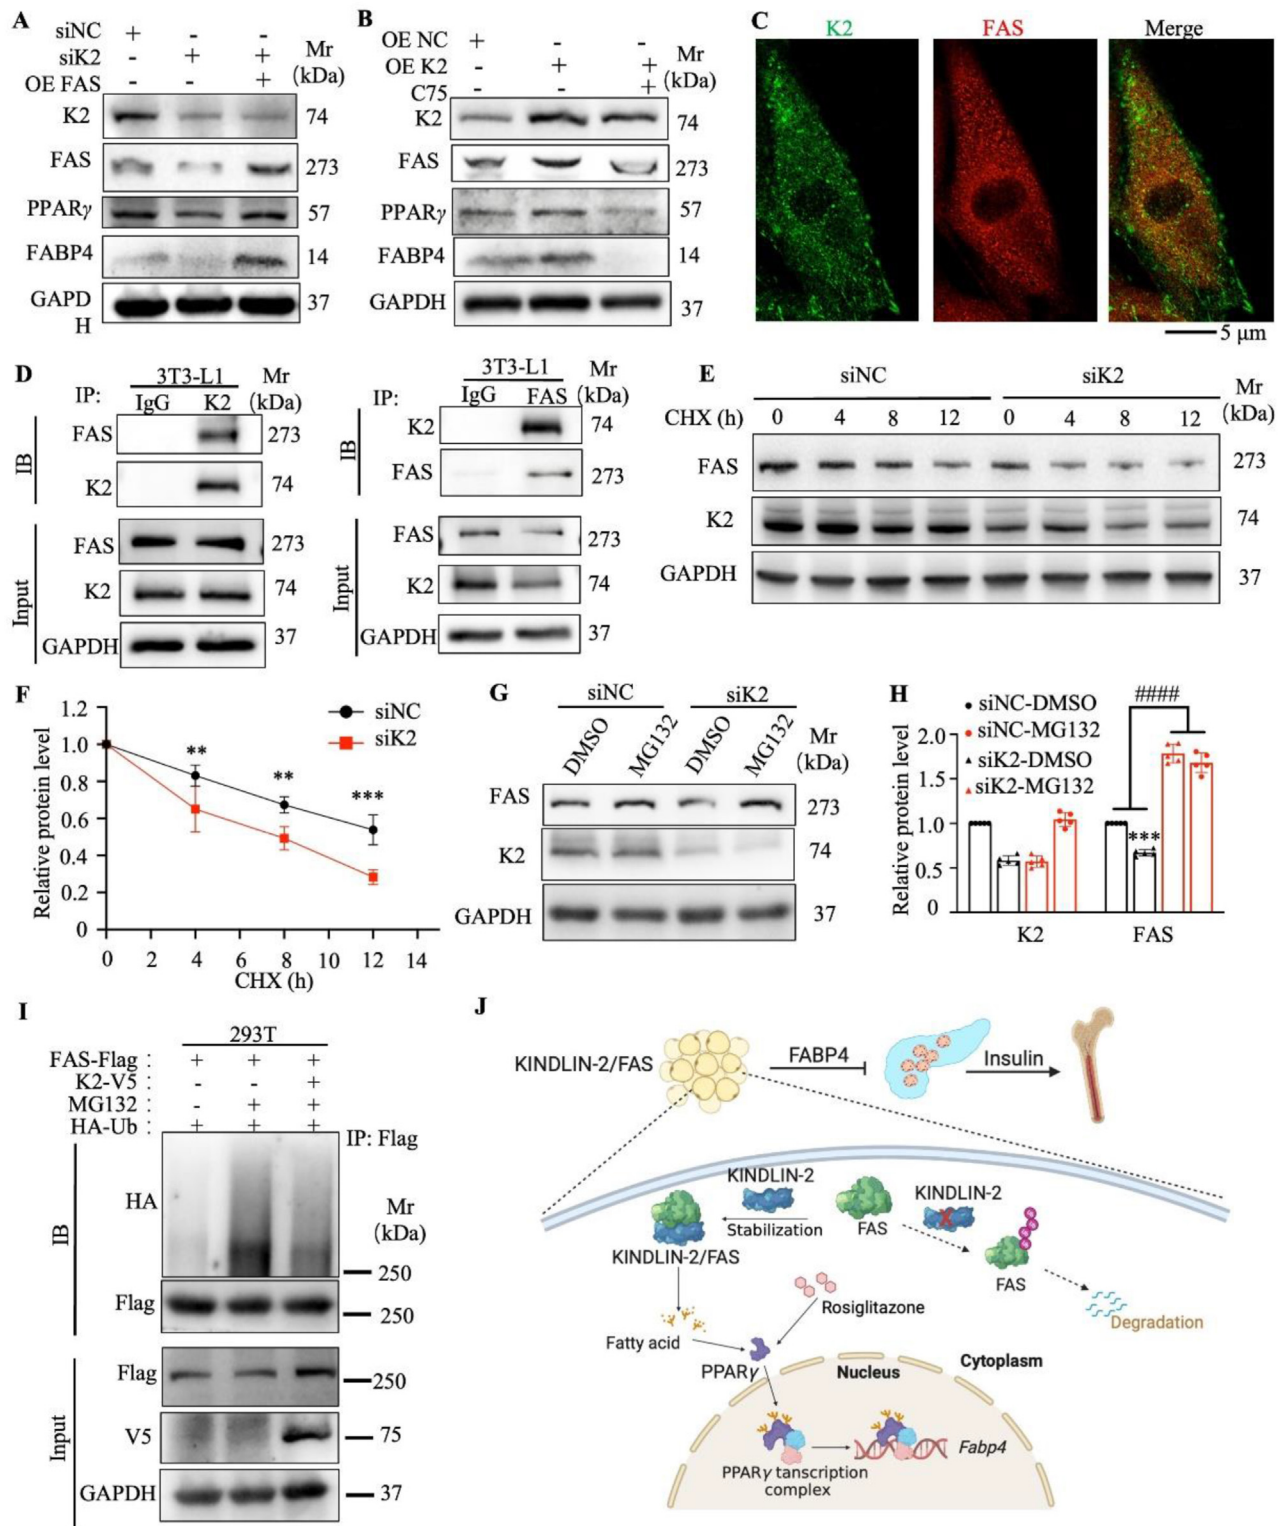 A
siNC + - -
siK2 - + +
OE FAS - - +
Mr
(kDa)
K2 74
FAS 273
PPARγ 57
FABP4 14
GAPD
H 37
B
OE NC + - -
OE K2 - + +
C75 - - +
Mr
(kDa)
K2 74
FAS 273
PPARγ 57
FABP4 14
GAPDH 37
C
K2 FAS Merge
5 μm
D
3T3-L1 Mr
IP: IgG K2 (kDa)
IB
FAS 273
K2 74
Input
FAS 273
K2 74
GAPDH 37
3T3-L1 Mr
IP: IgG FAS (kDa)
IB
K2 74
FAS 273
Input
FAS 273
K2 74
GAPDH 37
E
siNC siK2 Mr
(kDa)
CHX (h) 0 4 8 12 0 4 8 12
FAS 273
K2 74
GAPDH 37
F
Relative protein level
1.2
1.0
0.8
0.6
0.4
0.2
0
siNC
siK2
** ** ***
0 2 4 6 8 10 12 14
CHX (h)
G
siNC siK2
DMSO MG132 DMSO MG132
Mr
(kDa)
FAS 273
K2 74
GAPDH 37
H
siNC-DMSO
siNC-MG132
siK2-DMSO
siK2-MG132
####
***
Relative protein level
2.0
1.5
1.0
0.5
0
K2 FAS
I
293T
FAS-Flag : + + +
K2-V5 : - - +
MG132 : - + +
HA-Ub : + + +
IP: Flag
Mr
(kDa)
IB
HA
250
Flag 250
Input
Flag 250
V5 75
GAPDH 37
J
KINDLIN-2/FAS FABP4 Insulin
KINDLIN-2
Stabilization
FAS
KINDLIN-2
X
KINDLIN-2/FAS
FAS
Degradation
Rosiglitazone
Fatty acid
PPARγ
Nucleus
Cytoplasm
PPARγ tanscription
complex
Fabp4